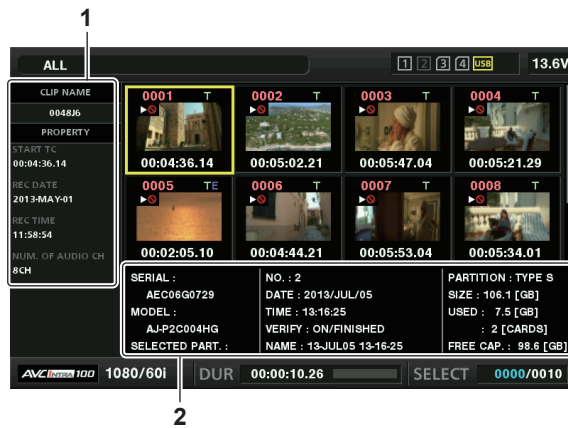 1
ALL
1 2 3 4 USB 13.6V
CLIP NAME
0048J6
PROPERTY
START TC
00:04:36.14
REC DATE
2013-MAY-01
REC TIME
11:58:54
NUM. OF AUDIO CH
8CH
0001 T
00:04:36.14
0002 T
00:05:02.21
0003 T
00:05:47.04
0004 T
00:05:21.29
0005 TE
00:02:05.10
0006 T
00:04:44.21
0007 T
00:05:53.04
0008 T
00:05:34.01
SERIAL :
AEC06G0729
MODEL :
AJ-P2C004HG
SELECTED PART. :
NO. : 2
DATE : 2013/JUL/05
TIME : 13:16:25
VERIFY : ON/FINISHED
NAME : 13-JUL05 13-16-25
PARTITION : TYPE S
SIZE : 106.1 [GB]
USED : 7.5 [GB]
: 2 [CARDS]
FREE CAP. : 98.6 [GB]
AVC INTRA 100 1080/60i DUR 00:00:10.26 SELECT 0000/0010
2